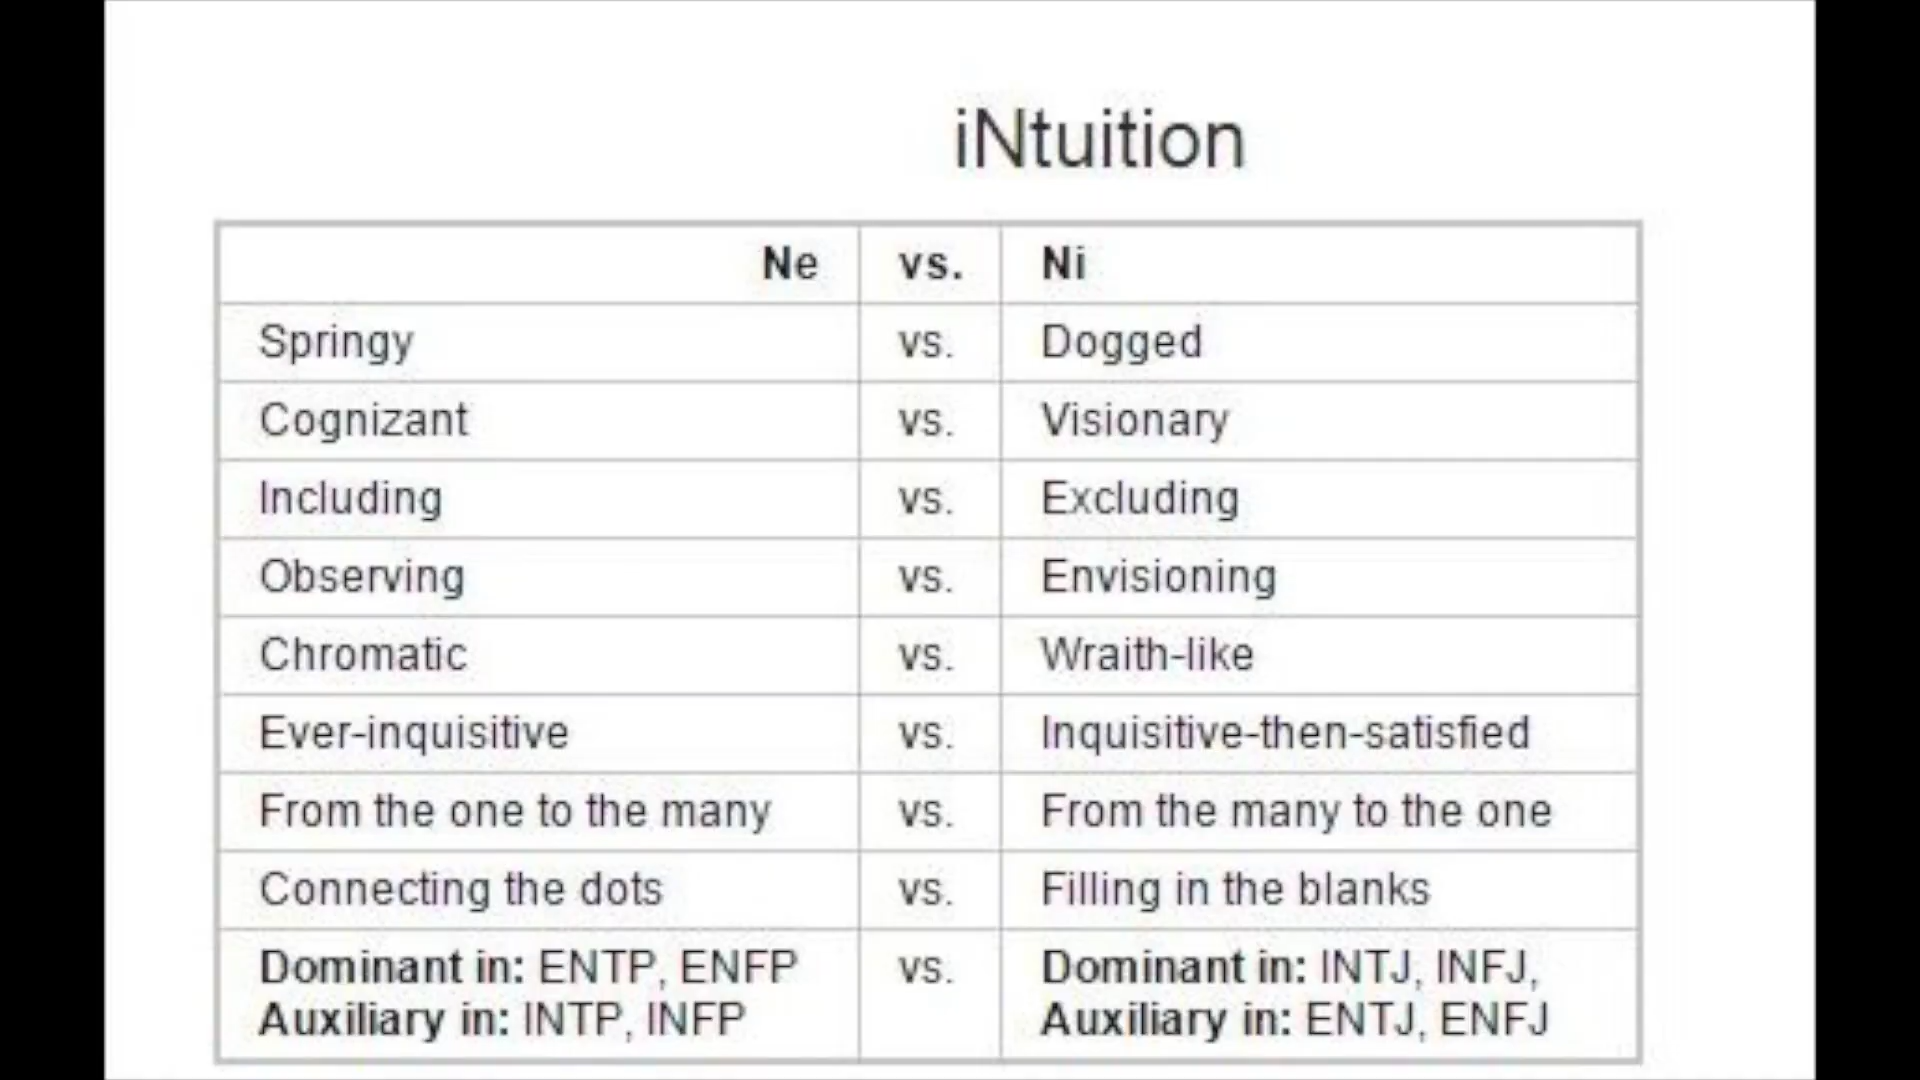 iNtuition
Ne vs. Ni
Springy vs. Dogged
Cognizant vs. Visionary
Including vs. Excluding
Observing vs. Envisioning
Chromatic vs. Wraith-like
Ever-inquisitive vs. Inquisitive-then-satisfied
From the one to the many vs. From the many to the one
Connecting the dots vs. Filling in the blanks
Dominant in: ENTP, ENFP vs. Dominant in: INTJ, INFJ,
Auxiliary in: INTP, INFP Auxiliary in: ENTJ, ENFJ